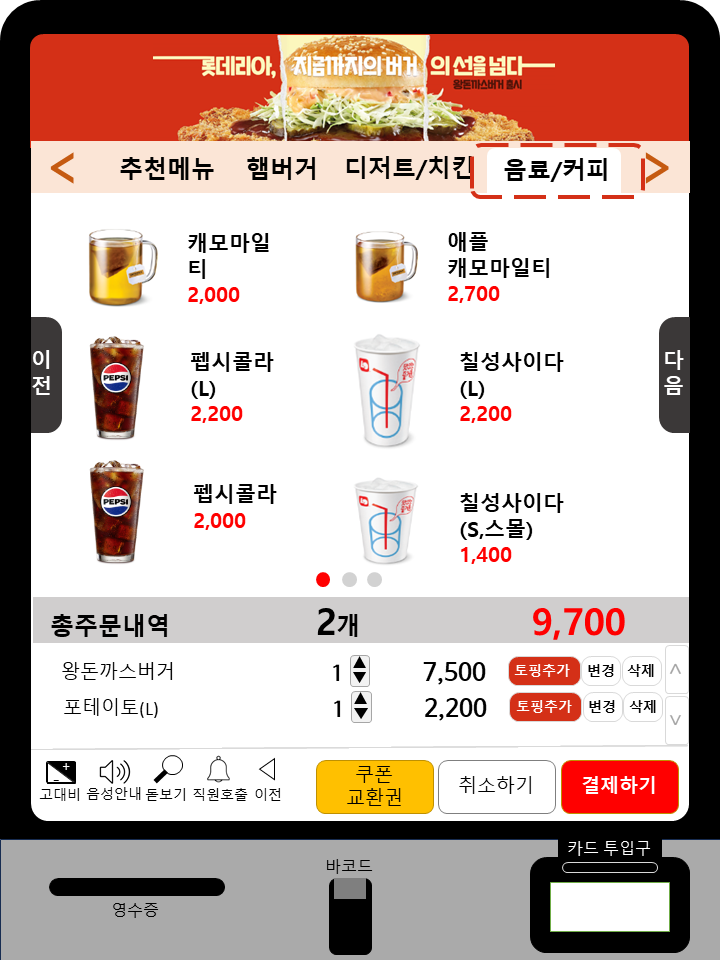 롯데리아, 지금까지의 버거 의 선을 넘다
왕돈까스버거 출시
< 추천메뉴 햄버거 디저트/치킨 음료/커피 >
캐모마일
티
2,000
애플
캐모마일티
2,700
이
전
다
음
PEPSI
펩시콜라
(L)
2,200
칠성사이다
(L)
2,200
PEPSI
펩시콜라
2,000
칠성사이다
(S,스몰)
1,400
총주문내역 2개 9,700
왕돈까스버거 1 7,500 토핑추가 변경 삭제
포테이토(L) 1 2,200 토핑추가 변경 삭제
고대비 음성안내 돋보기 직원호출 이전
쿠폰
교환권
취소하기
결제하기
카드 투입구
바코드
영수증